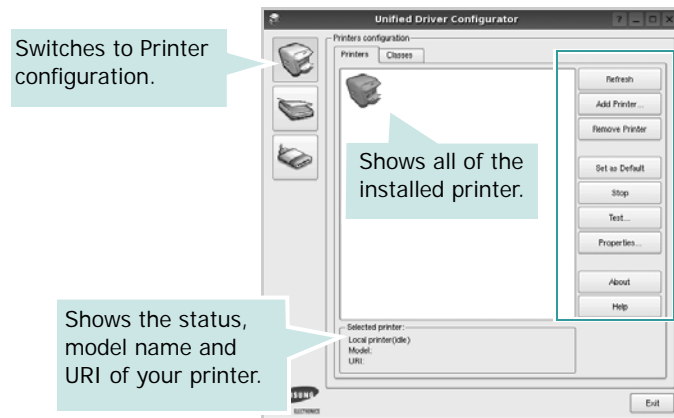 Unified Driver Configurator
Switches to Printer
configuration.
Printers configuration
Printers
Classes
Refresh
Add Printer...
Remove Printer
Set as Default
Stop
Test...
Properties...
About
Help
Shows all of the
installed printer.
Shows the status,
model name and
URI of your printer.
Selected printer:
Local printer(idle)
Model:
URI:
ELECTRONICS
Exit